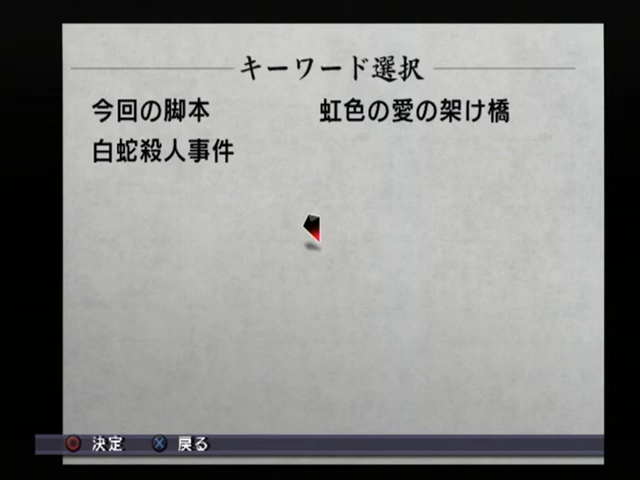 キーワード選択
今回の脚本 虹色の愛の架け橋
白蛇殺人事件
決定 戻る